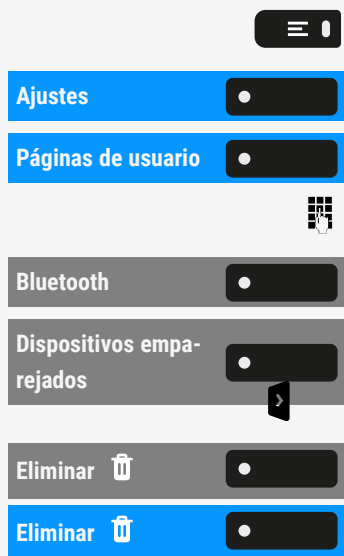 Ajustes
Páginas de usuario
Bluetooth
Dispositivos empa-
rejados
Eliminar
Eliminar